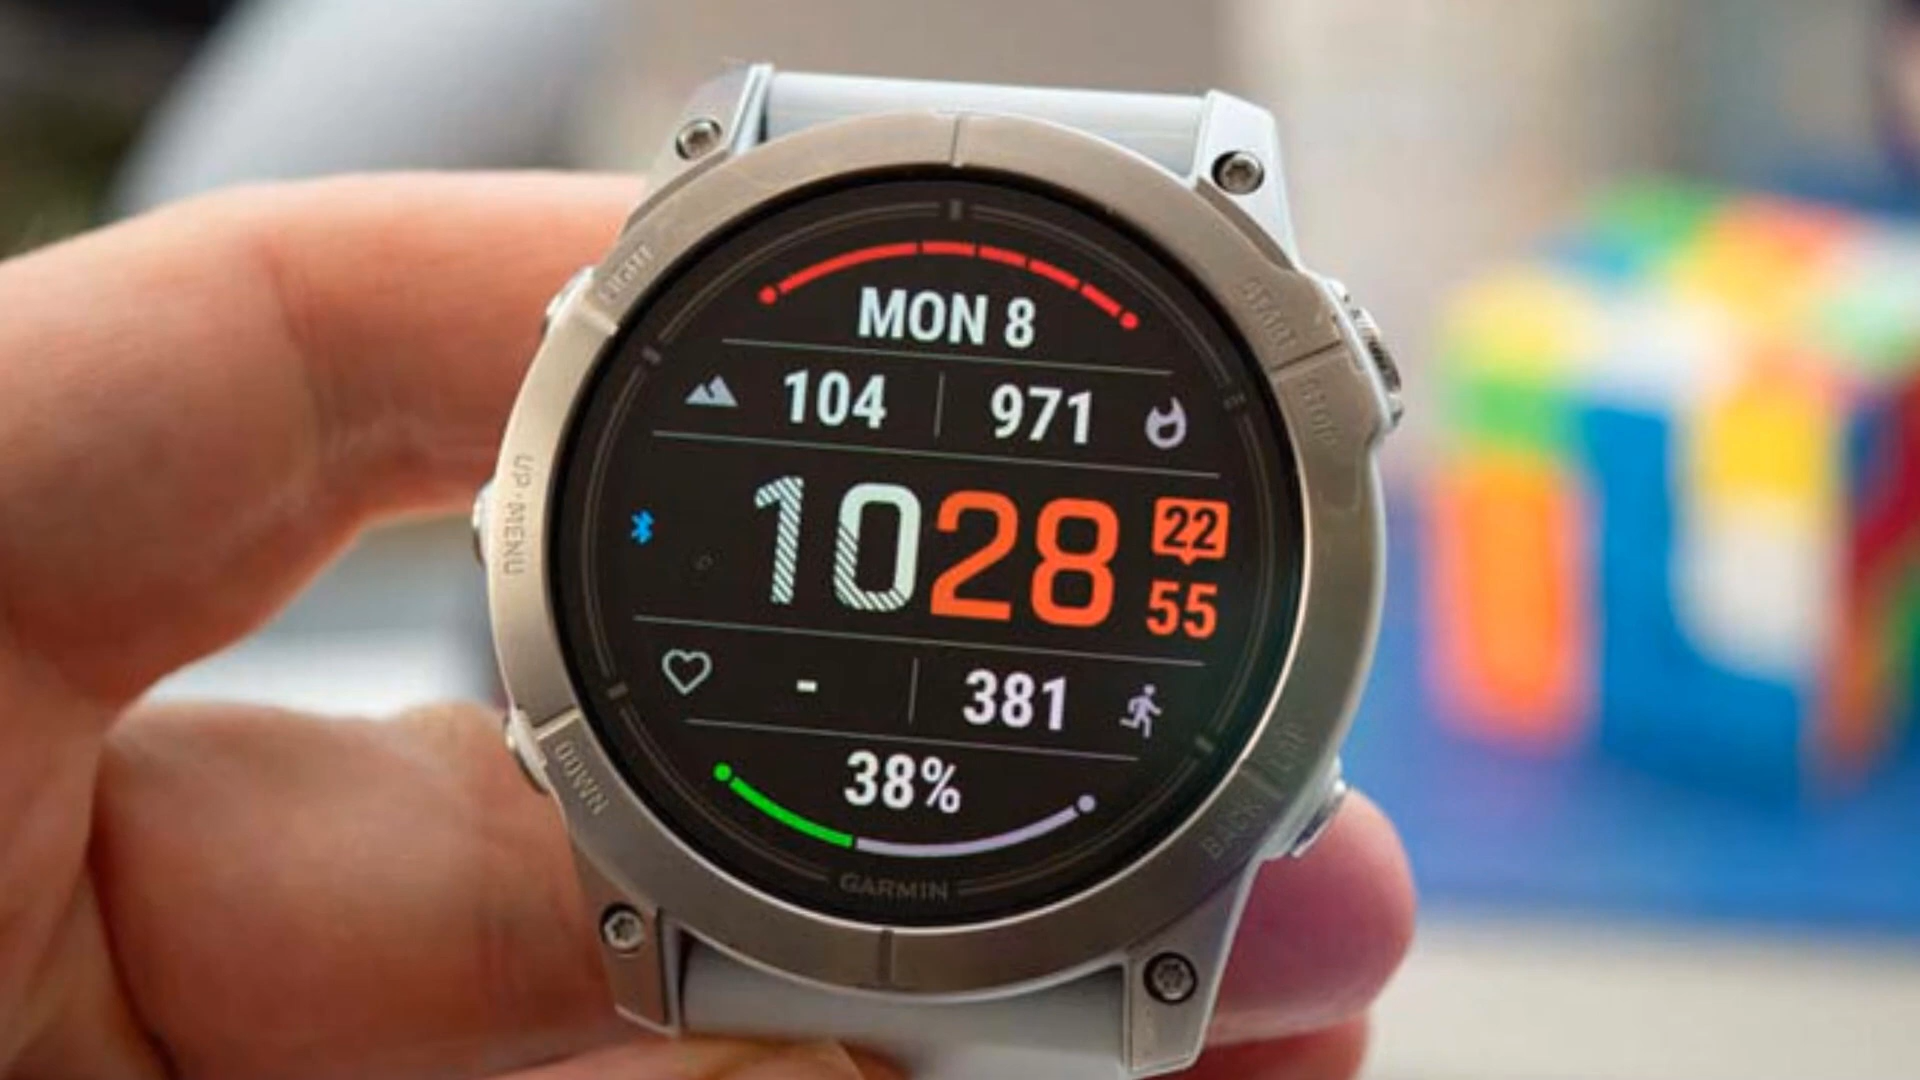 LIGHT
START
STOP
MON 8
104 971
1028 22
55
UP·MENU
- 381
38%
DOWN
LAP
BACK
GARMIN